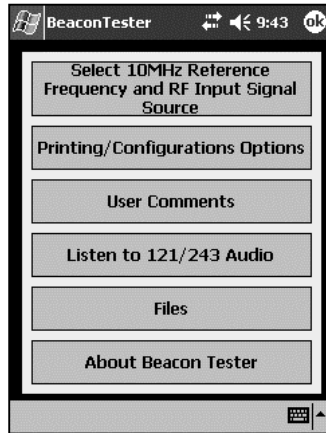 BeaconTester 9:43 ok
Select 10MHz Reference
Frequency and RF Input Signal
Source
Printing/Configurations Options
User Comments
Listen to 121/243 Audio
Files
About Beacon Tester